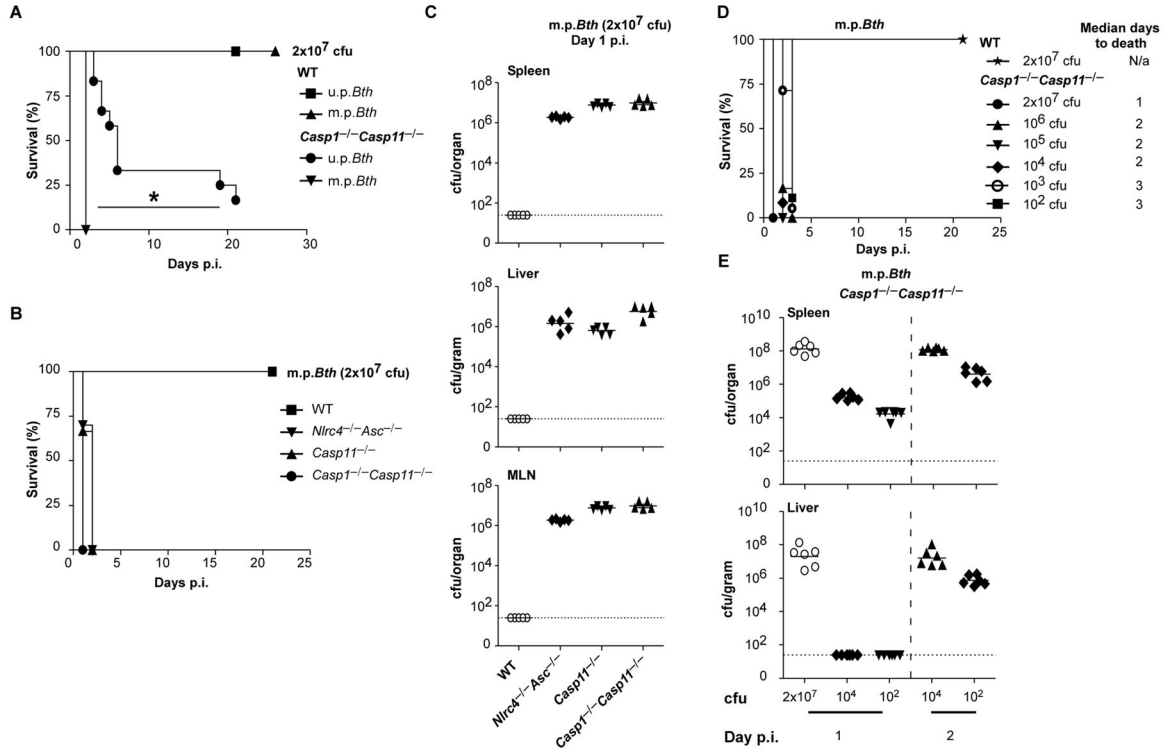 A
100
75
50
25
0
Survival (%)
0
10
20
30
Days p.i.
*
2x10⁷ cfu
WT
u.p.Bth
m.p.Bth
Casp1⁻/⁻Casp11⁻/⁻
u.p.Bth
m.p.Bth
B
100
75
50
25
0
Survival (%)
0
5
10
15
20
25
Days p.i.
m.p.Bth (2x10⁷ cfu)
WT
Nlrc4⁻/⁻Asc⁻/⁻
Casp11⁻/⁻
Casp1⁻/⁻Casp11⁻/⁻
C
m.p.Bth (2x10⁷ cfu)
Day 1 p.i.
Spleen
10⁸
10⁶
10⁴
10²
0
cfu/organ
Liver
10⁸
10⁶
10⁴
10²
0
cfu/gram
MLN
10⁸
10⁶
10⁴
10²
0
cfu/organ
WT
Nlrc4⁻/⁻Asc⁻/⁻
Casp11⁻/⁻
Casp1⁻/⁻Casp11⁻/⁻
D
m.p.Bth
100
75
50
25
0
Survival (%)
0
5
10
15
20
25
Days p.i.
Median days
to death
WT
2x10⁷ cfu N/a
Casp1⁻/⁻Casp11⁻/⁻
2x10⁷ cfu 1
10⁶ cfu 2
10⁵ cfu 2
10⁴ cfu 2
10³ cfu 3
10² cfu 3
E
m.p.Bth
Casp1⁻/⁻Casp11⁻/⁻
Spleen
10¹⁰
10⁸
10⁶
10⁴
10²
0
cfu/organ
Liver
10¹⁰
10⁸
10⁶
10⁴
10²
0
cfu/gram
cfu 2x10⁷ 10⁴ 10² 10⁴ 10²
Day p.i. 1 2